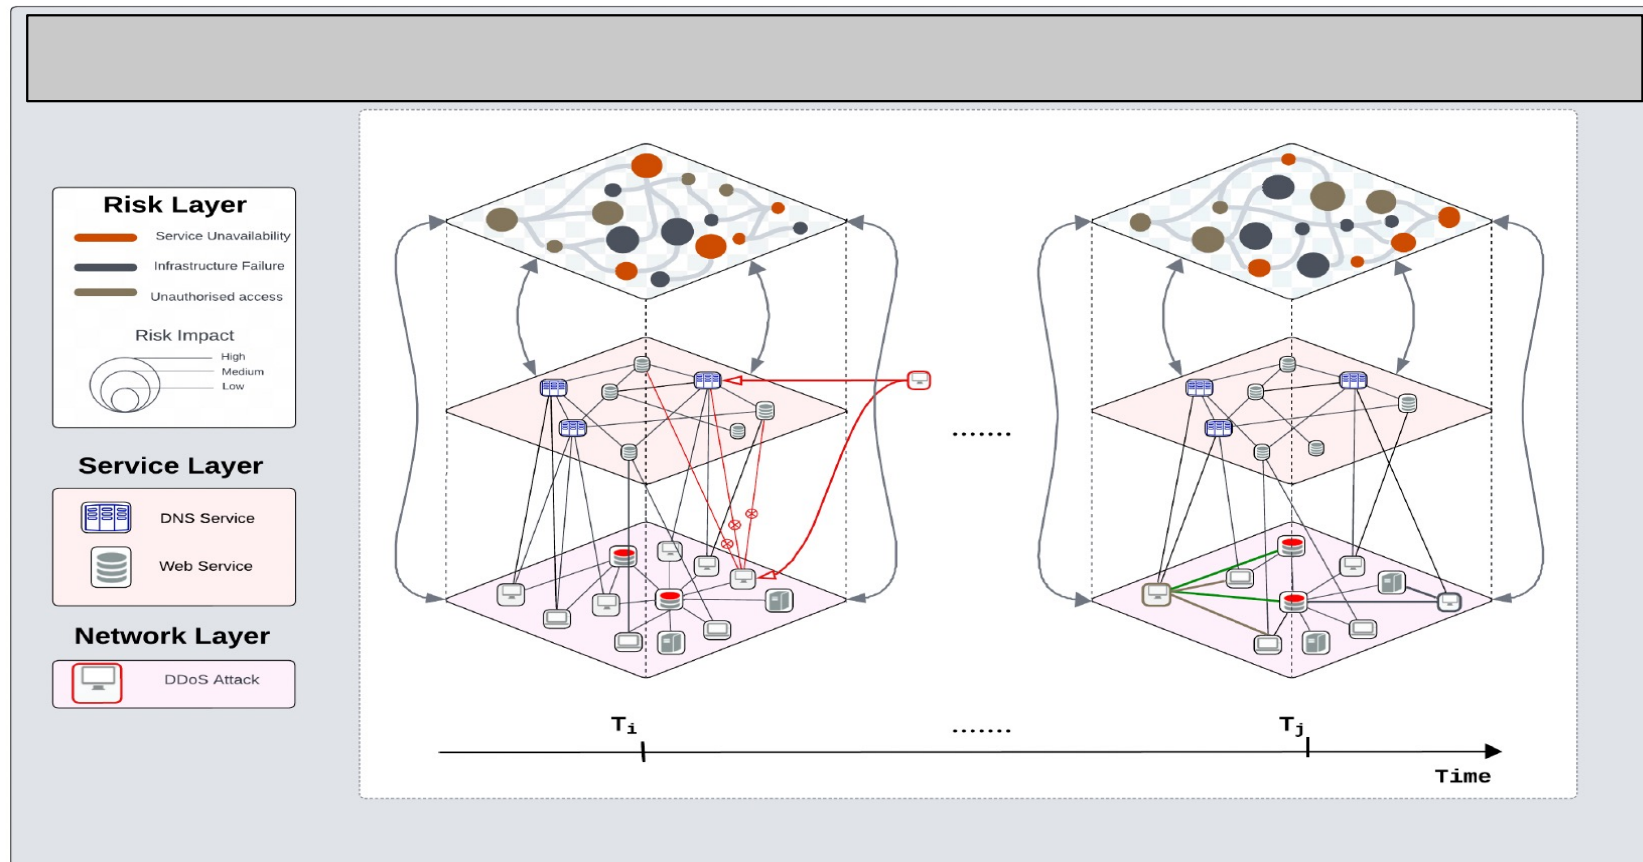 Risk Layer
Service Unavailability
Infrastructure Failure
Unauthorised access
Risk Impact
High
Medium
Low
Service Layer
DNS Service
Web Service
Network Layer
DDoS Attack
.......
Ti
.......
Tj
Time